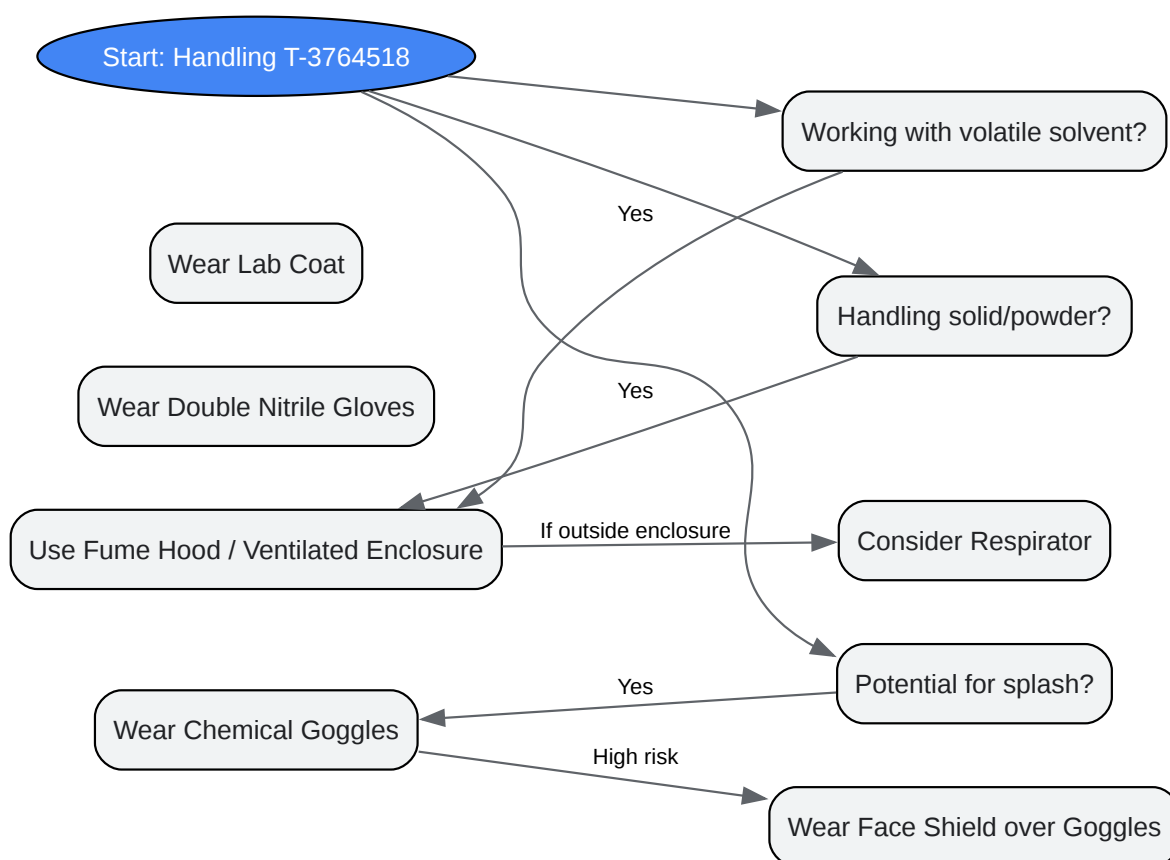 Start: Handling T-3764518
Working with volatile solvent?
Yes
Wear Lab Coat
Handling solid/powder?
Yes
Wear Double Nitrile Gloves
If outside enclosure
Use Fume Hood / Ventilated Enclosure
Consider Respirator
Potential for splash?
Yes
Wear Chemical Goggles
High risk
Wear Face Shield over Goggles